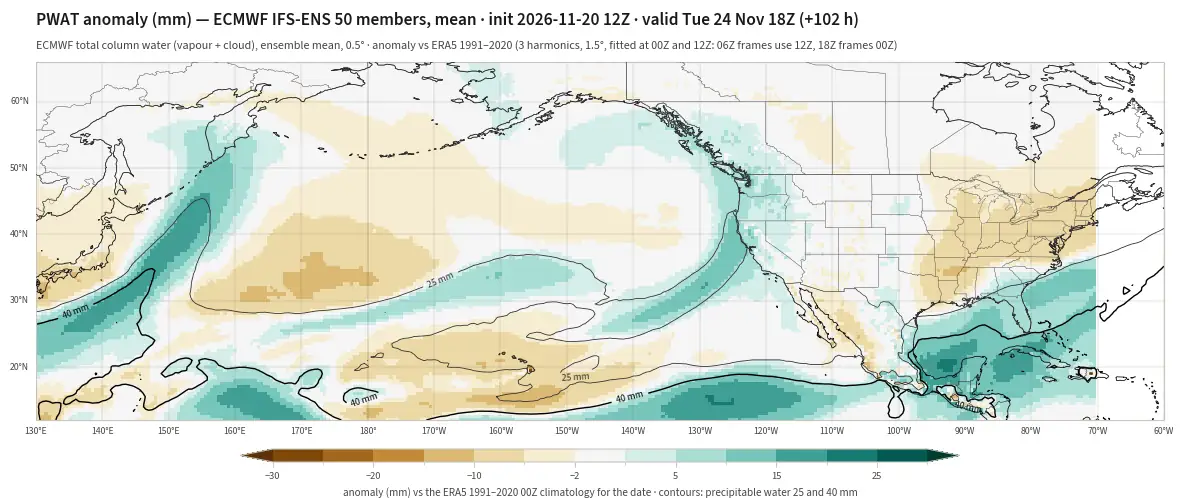 PWAT anomaly (mm) — ECMWF IFS-ENS 50 members, mean · init 2026-11-20 12Z · valid Tue 24 Nov 18Z (+102 h)
ECMWF total column water (vapour + cloud), ensemble mean, 0.5° · anomaly vs ERA5 1991–2020 (3 harmonics, 1.5°, fitted at 00Z and 12Z: 06Z frames use 12Z, 18Z frames 00Z)
60°N
50°N
40°N
30°N
20°N
25 mm
40 mm
25 mm
40 mm
40 mm
40 mm
130°E 140°E 150°E 160°E 170°E 180° 170°W 160°W 150°W 140°W 130°W 120°W 110°W 100°W 90°W 80°W 70°W 60°W
−30 −20 −10 −2 5 15 25
anomaly (mm) vs the ERA5 1991–2020 00Z climatology for the date · contours: precipitable water 25 and 40 mm